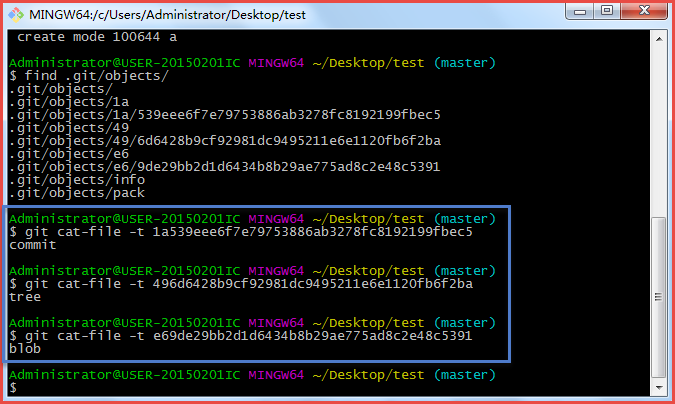 MINGW64:/c/Users/Administrator/Desktop/test
create mode 100644 a
Administrator@USER-20150201IC MINGW64 ~/Desktop/test (master)
$ find .git/objects/
.git/objects/
.git/objects/1a
.git/objects/1a/539eee6f7e79753886ab3278fc8192199fbec5
.git/objects/49
.git/objects/49/6d6428b9cf92981dc9495211e6e1120fb6f2ba
.git/objects/e6
.git/objects/e6/9de29bb2d1d6434b8b29ae775ad8c2e48c5391
.git/objects/info
.git/objects/pack
Administrator@USER-20150201IC MINGW64 ~/Desktop/test (master)
$ git cat-file -t 1a539eee6f7e79753886ab3278fc8192199fbec5
commit
Administrator@USER-20150201IC MINGW64 ~/Desktop/test (master)
$ git cat-file -t 496d6428b9cf92981dc9495211e6e1120fb6f2ba
tree
Administrator@USER-20150201IC MINGW64 ~/Desktop/test (master)
$ git cat-file -t e69de29bb2d1d6434b8b29ae775ad8c2e48c5391
blob
Administrator@USER-20150201IC MINGW64 ~/Desktop/test (master)
$